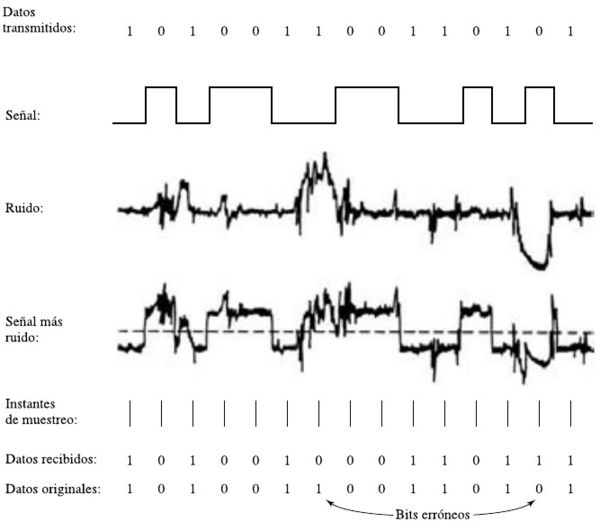 Datos
transmitidos: 1 0 1 0 0 1 1 0 0 1 1 0 1 0 1
Señal:
Ruido:
Señal más
ruido:
Instantes
de muestreo:
Datos recibidos: 1 0 1 0 0 1 0 0 0 1 1 0 1 1 1
Datos originales: 1 0 1 0 0 1 1 0 0 1 1 0 1 0 1
Bits erróneos